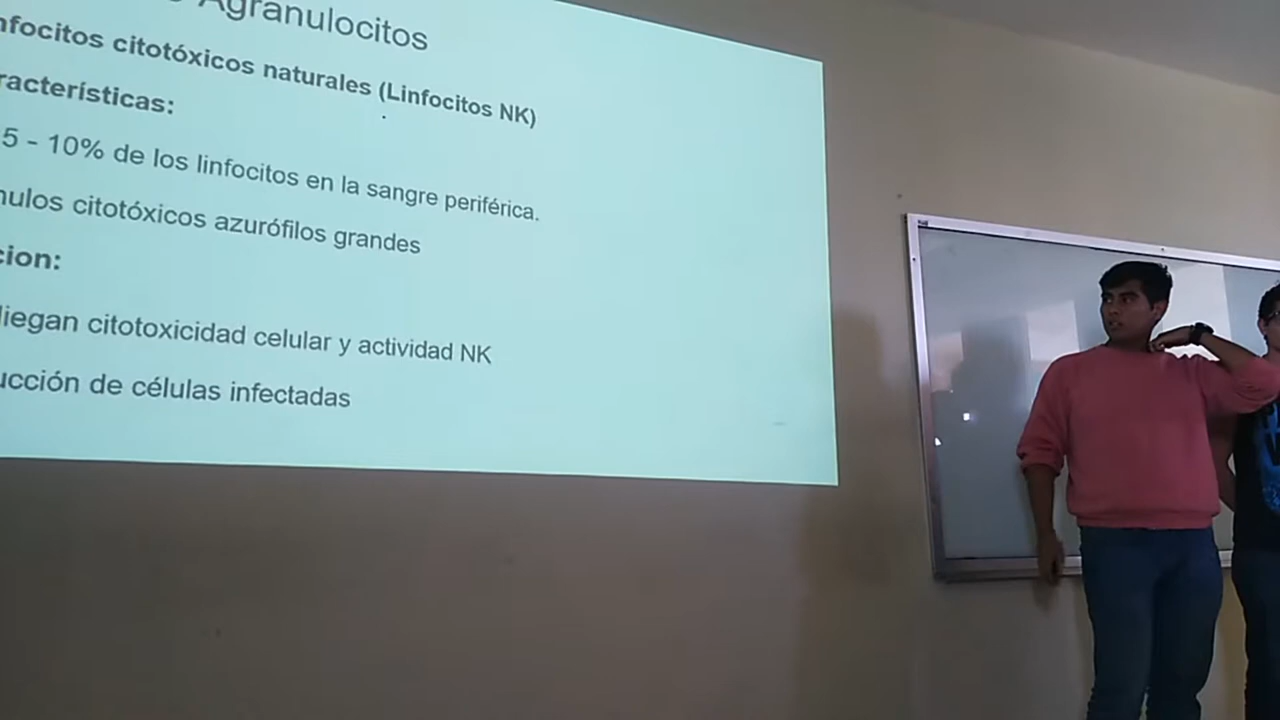 Agranulocitos
nfocitos citotóxicos naturales (Linfocitos NK)
racterísticas:
5 - 10% de los linfocitos en la sangre periférica.
nulos citotóxicos azurófilos grandes
cion:
liegan citotoxicidad celular y actividad NK
ucción de células infectadas